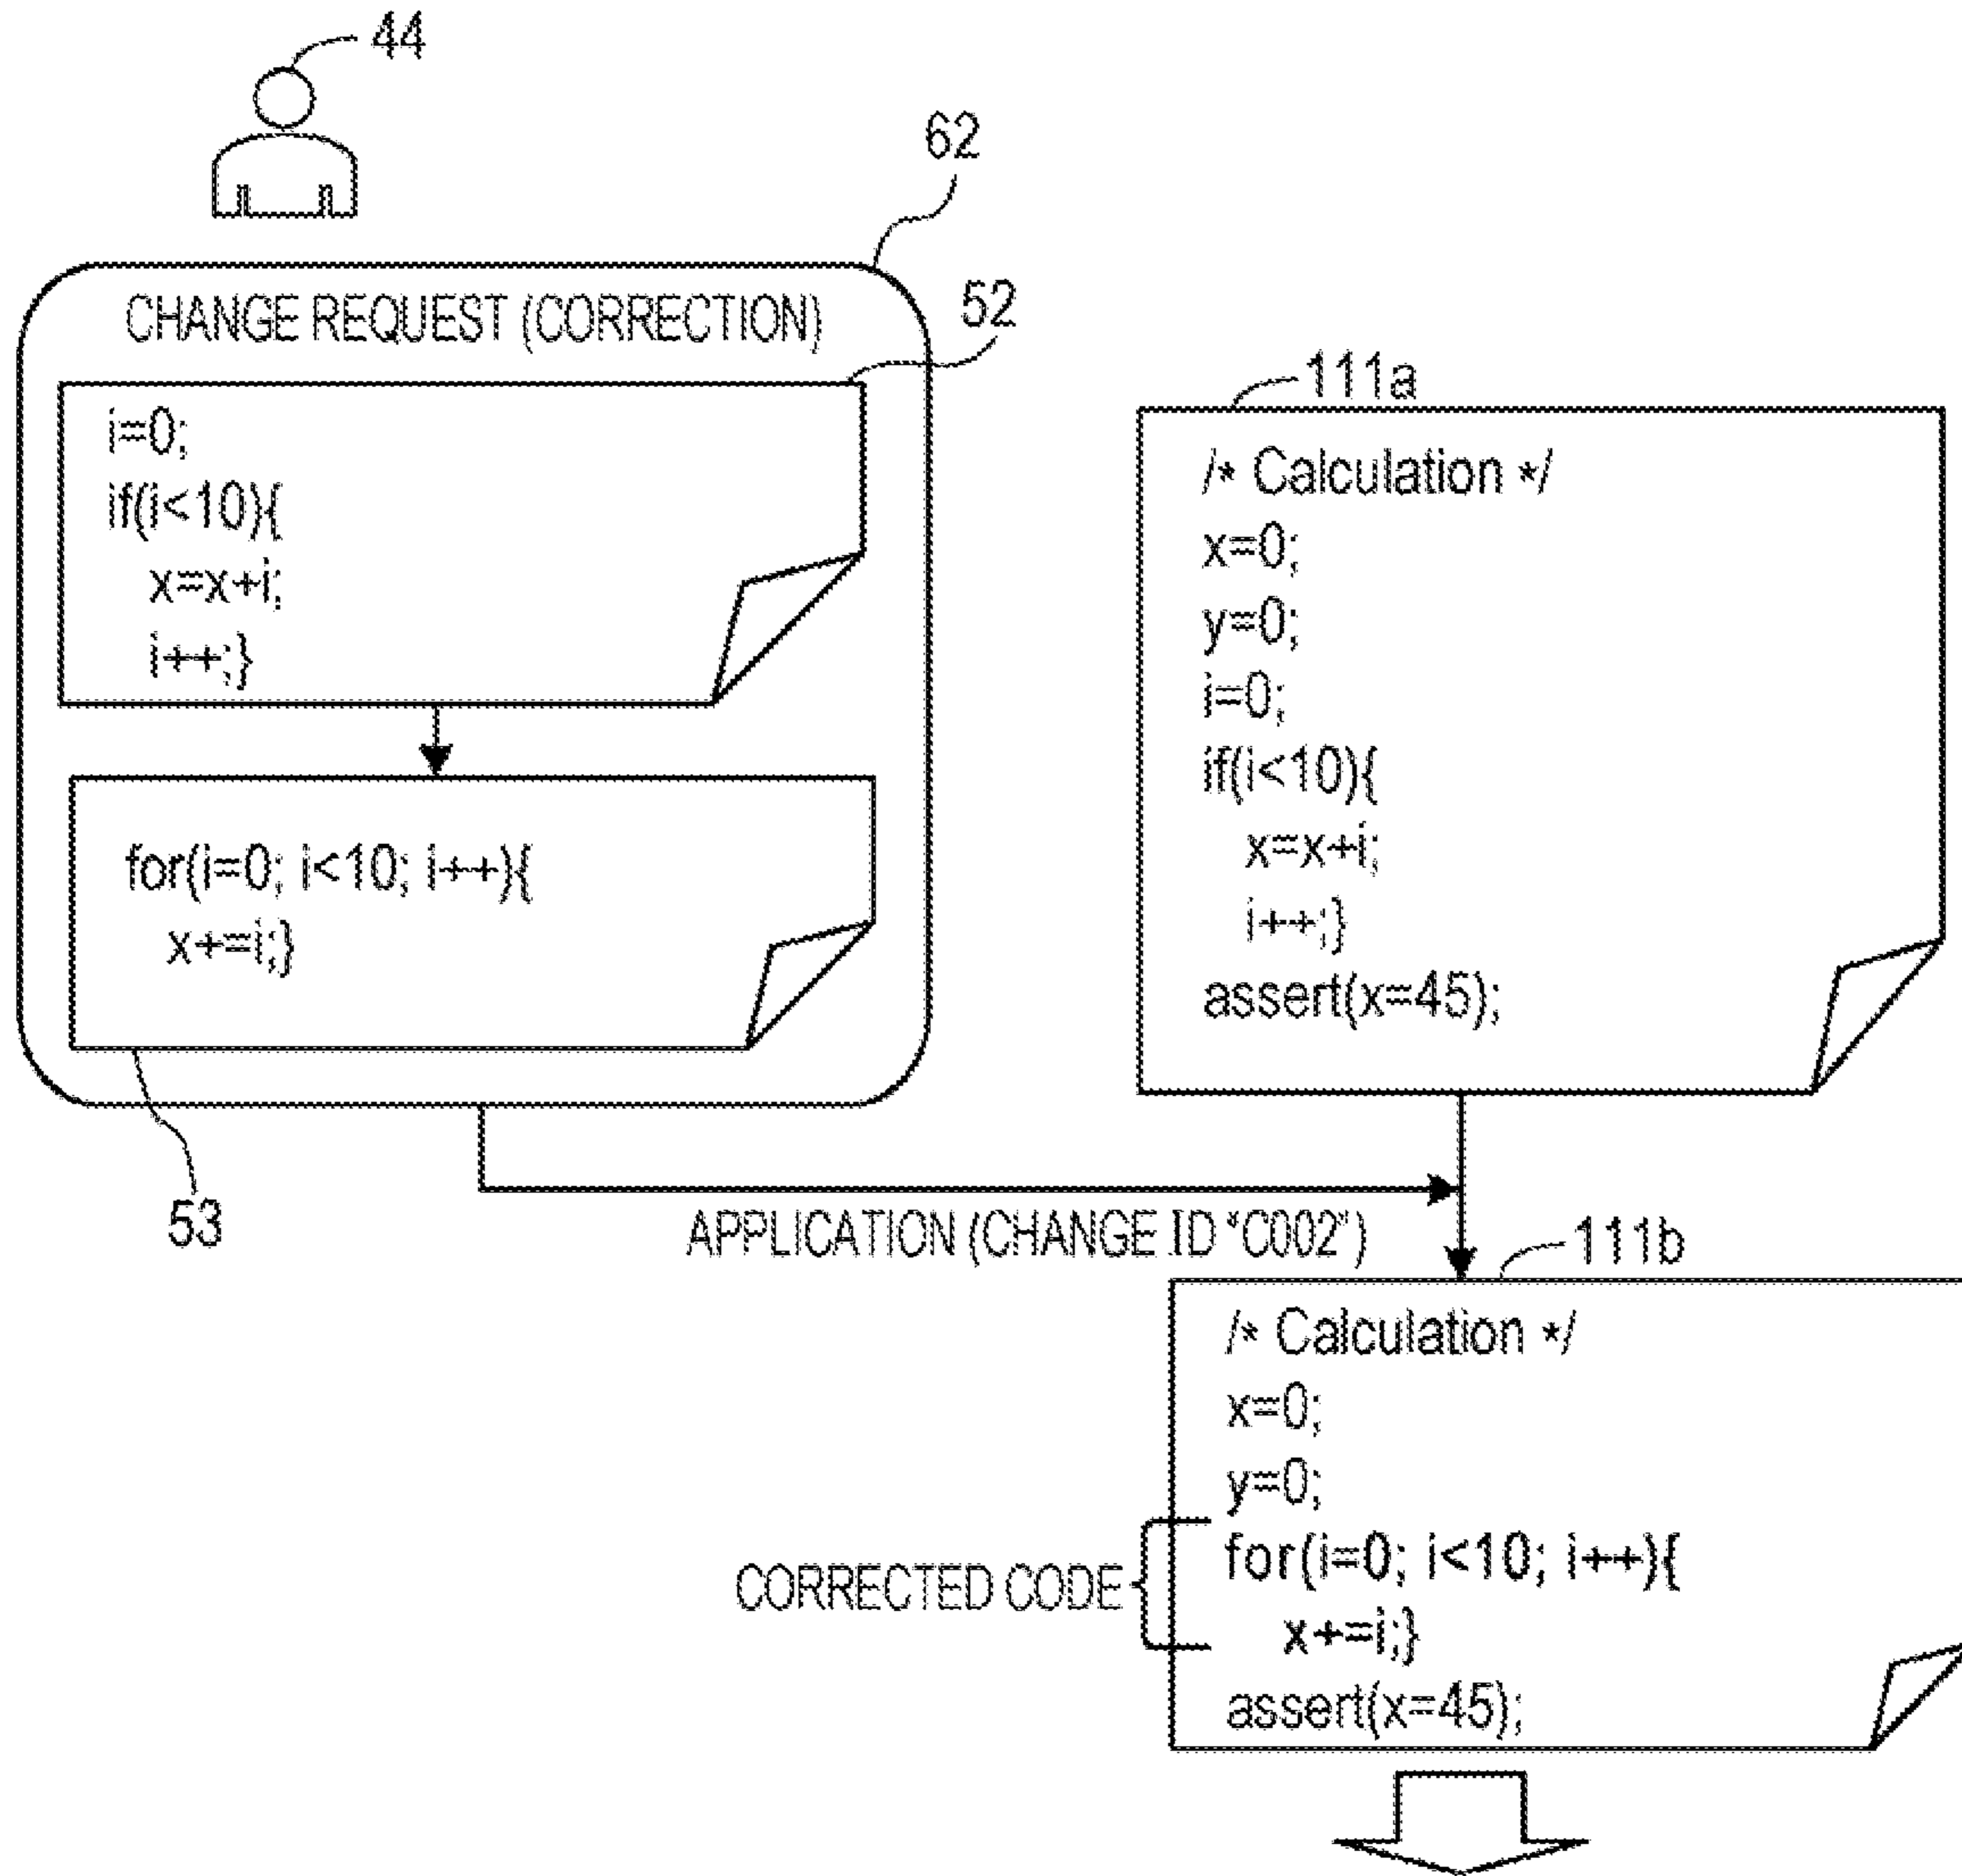 44
62
CHANGE REQUEST (CORRECTION)
52
i=0;
if(i<10){
x=x+i;
i++;}
for(i=0; i<10; i++){
x+=i;}
53
111a
/* Calculation */
x=0;
y=0;
i=0;
if(i<10){
x=x+i;
i++;}
assert(x=45);
APPLICATION (CHANGE ID "C002")
111b
/* Calculation */
x=0;
y=0;
for(i=0; i<10; i++){
x+=i;}
assert(x=45);
CORRECTED CODE